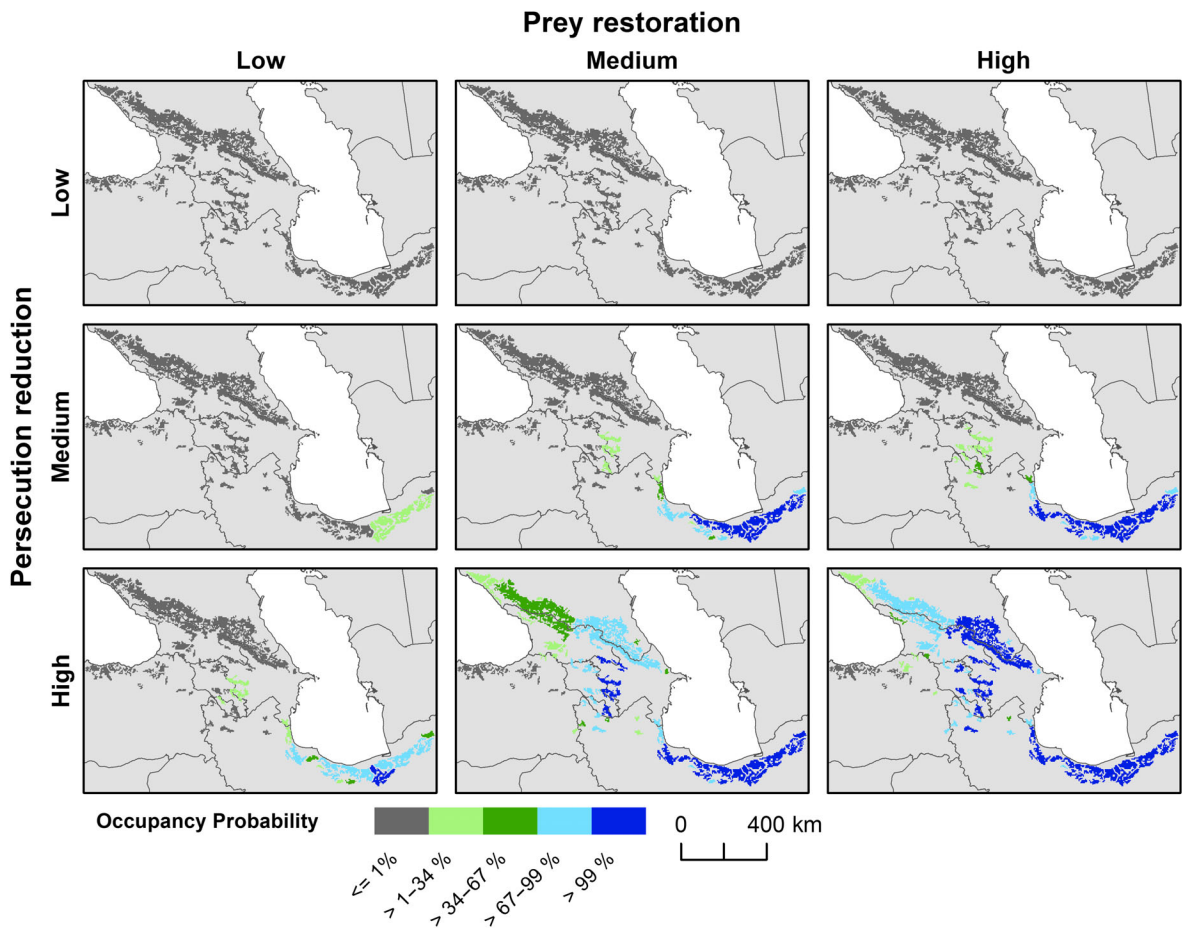 Prey restoration
Low
Medium
High
Persecution reduction
Low
Medium
High
Occupancy Probability
0
400 km
<= 1%
> 1–34 %
> 34–67 %
> 67–99 %
> 99 %